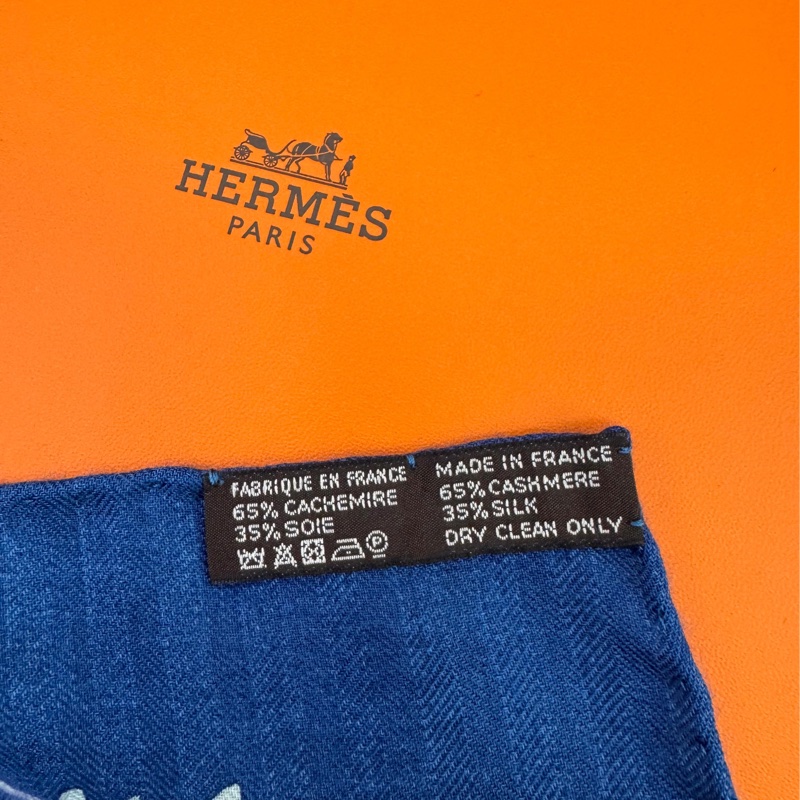 HERMÈS
PARIS
FABRIQUE EN FRANCE
65% CACHEMIRE
35% SOIE
P
MADE IN FRANCE
65% CASHMERE
35% SILK
DRY CLEAN ONLY